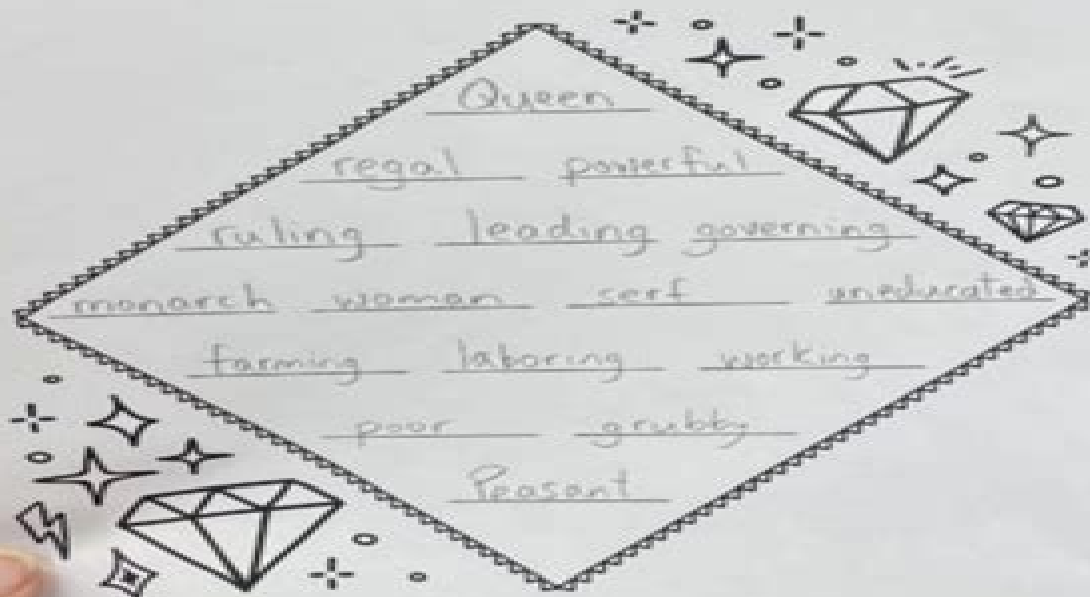 Queen
regal powerful
ruling leading governing
monarch woman serf uneducated
farming laboring working
poor grubby
Peasant